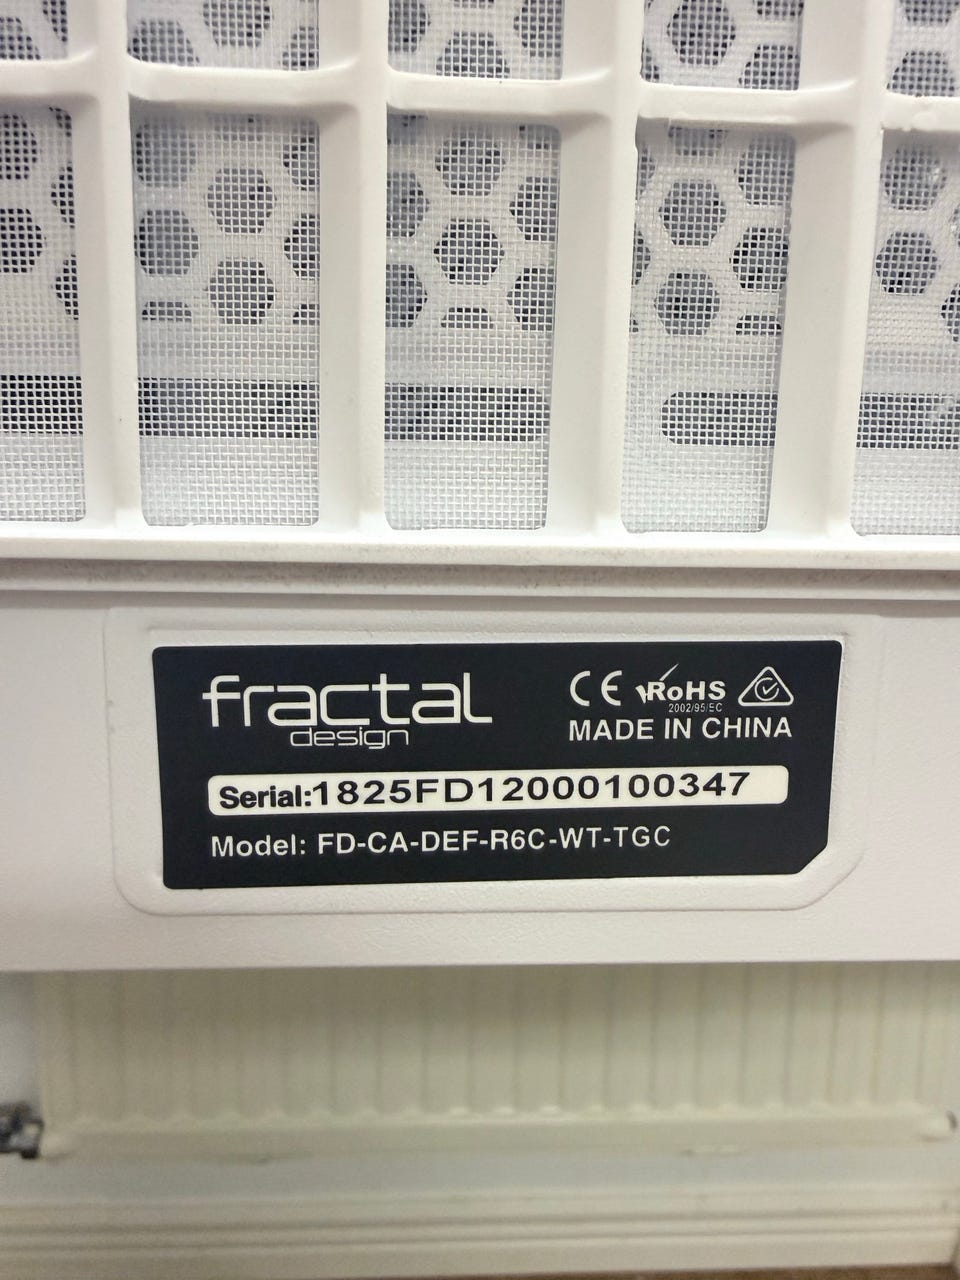 fractal
design
CE RoHS
2002/95/EC
MADE IN CHINA
Serial:1825FD12000100347
Model: FD-CA-DEF-R6C-WT-TGC